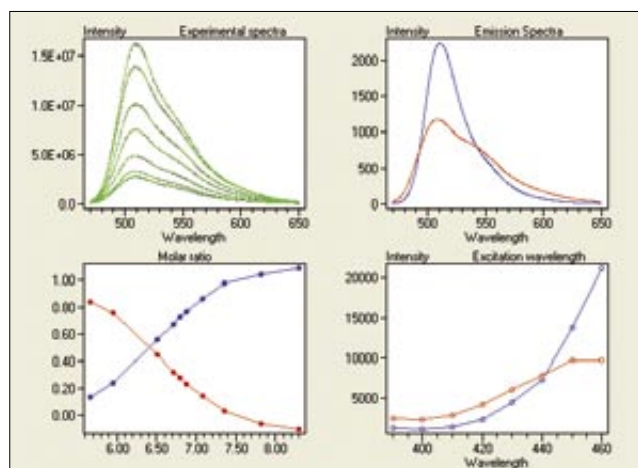 Intensity Experimental spectra
1.5E+07
1.0E+07
5.0E+06
0.0
500 550 600 650
Wavelength
Intensity Emission Spectra
2000
1500
1000
500
0
500 550 600 650
Wavelength
Molar ratio
1.00
0.80
0.60
0.40
0.20
0.00
6.00 6.50 7.00 7.50 8.00
Intensity Excitation wavelength
20000
15000
10000
5000
400 420 440 460
Wavelength